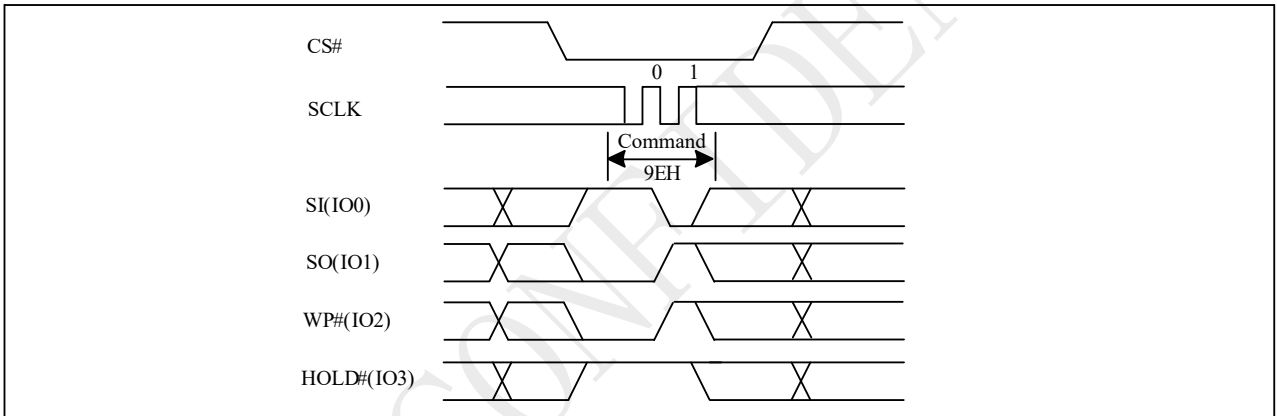 CS#
0 1
SCLK
Command
9EH
SI(IO0)
SO(IO1)
WP#(IO2)
HOLD#(IO3)